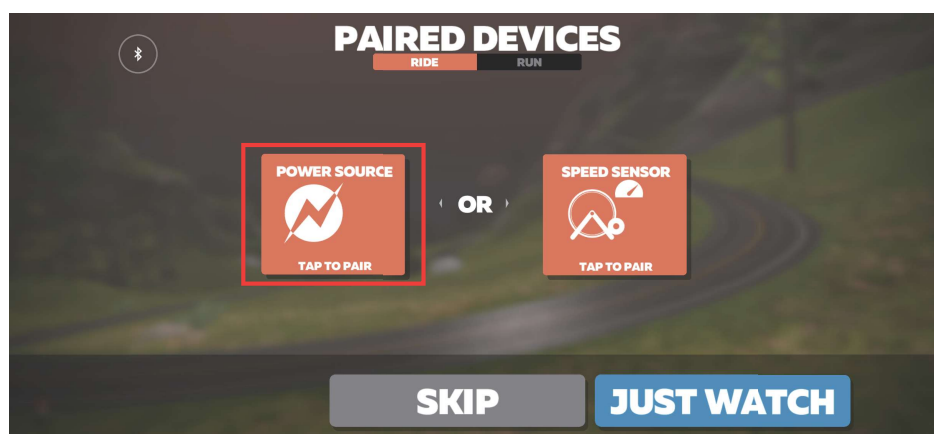 PAIRED DEVICES
RIDE RUN
POWER SOURCE
TAP TO PAIR
OR
SPEED SENSOR
TAP TO PAIR
SKIP
JUST WATCH